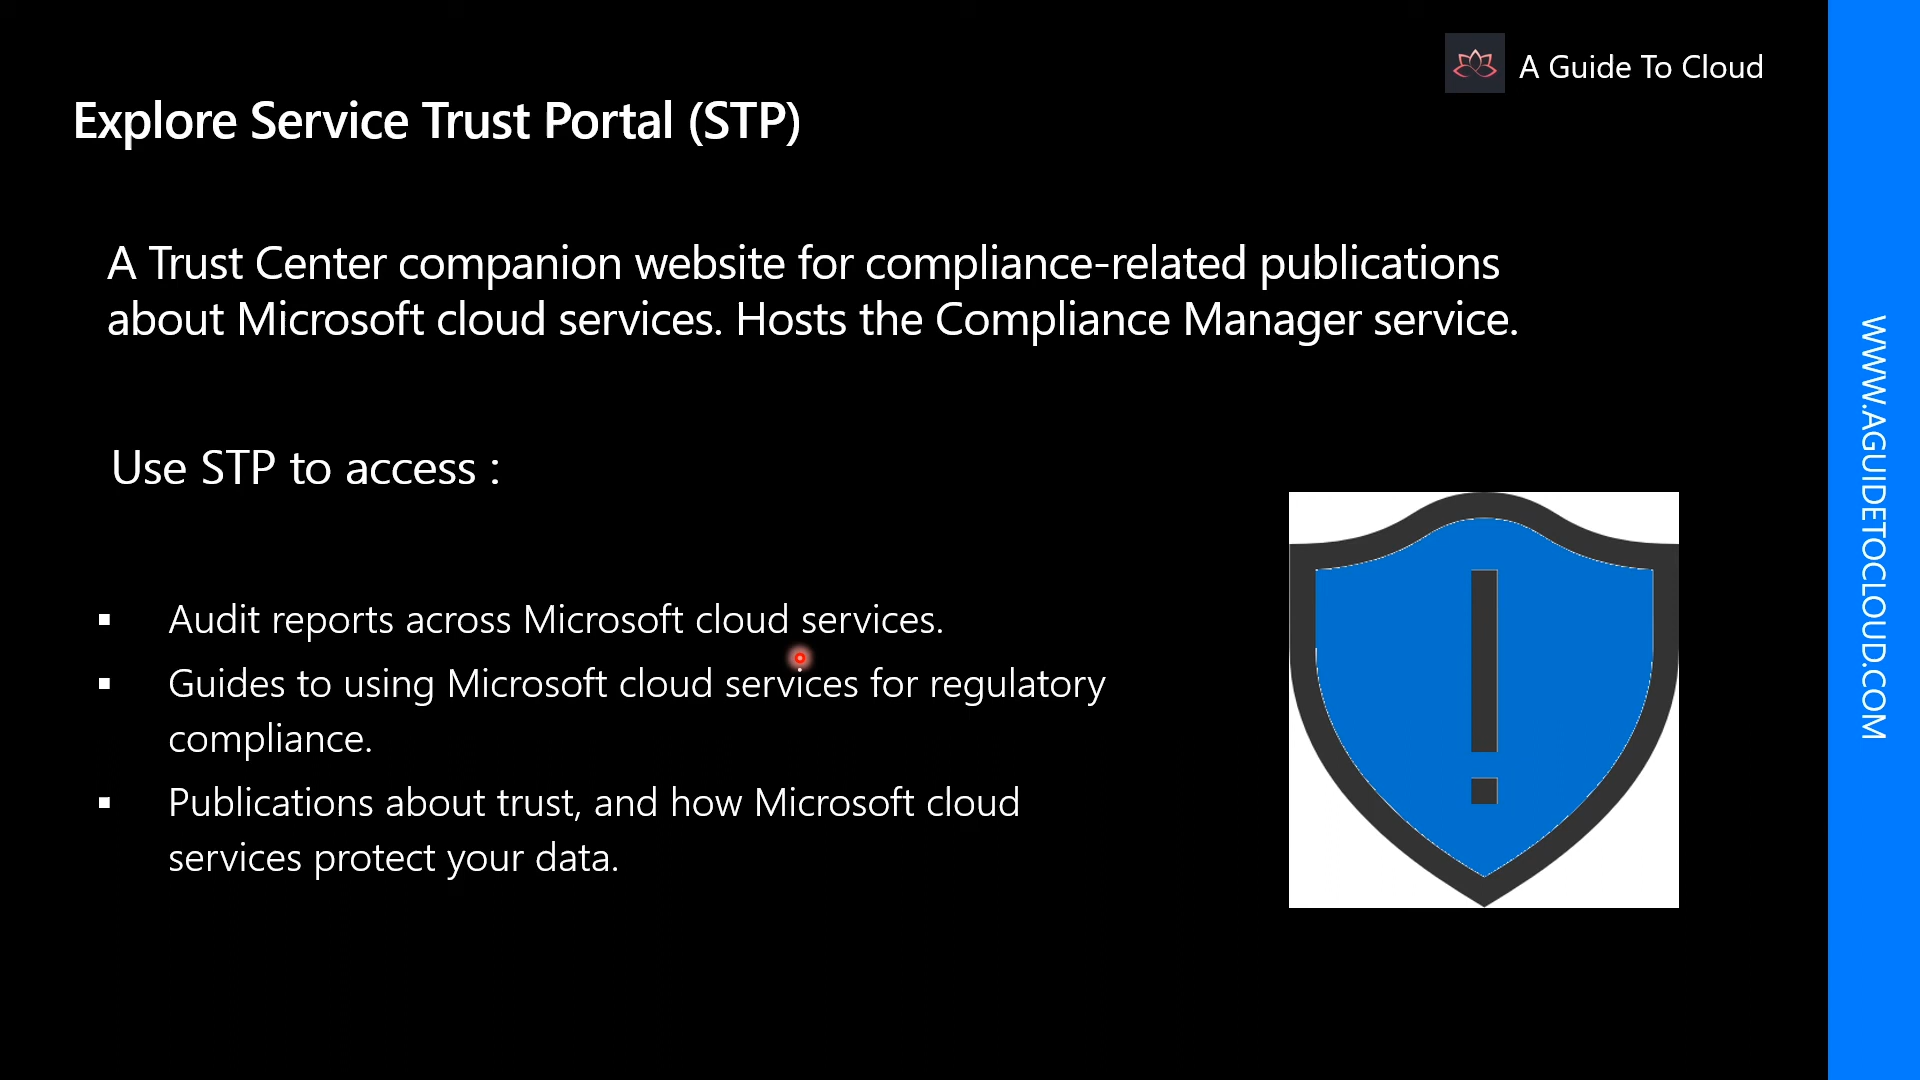 A Guide To Cloud
Explore Service Trust Portal (STP)
A Trust Center companion website for compliance-related publications
about Microsoft cloud services. Hosts the Compliance Manager service.
Use STP to access :
▪ Audit reports across Microsoft cloud services.
▪ Guides to using Microsoft cloud services for regulatory
compliance.
▪ Publications about trust, and how Microsoft cloud
services protect your data.
WWW.AGUIDETOCLOUD.COM